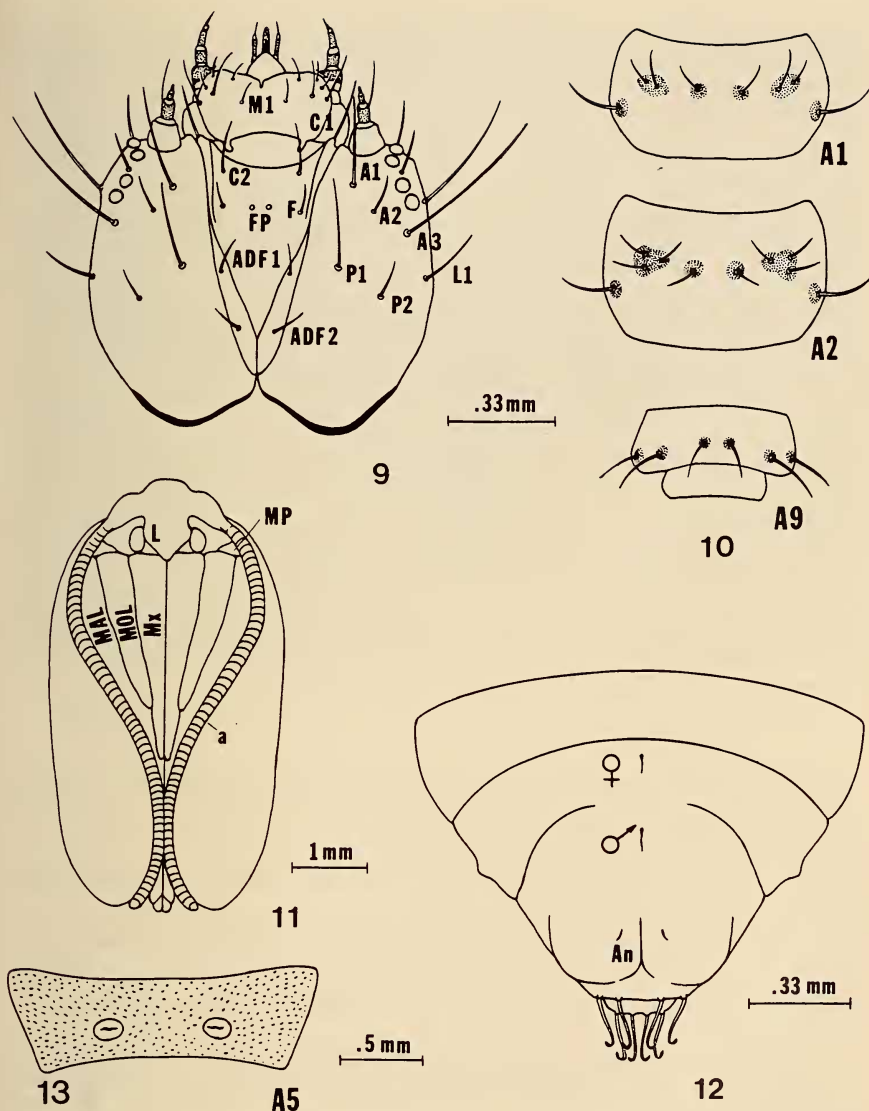 M1
C1
C2
A1
F
FP
A2
A3
ADF1
P1
L1
P2
ADF2
.33 mm
9
A1
A2
A9
10
L
MP
MAL
MOL
Mx
a
1 mm
11
♀
♂
An
.33 mm
12
.5 mm
13
A5